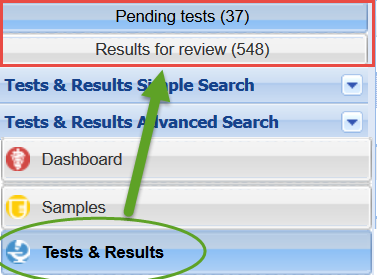 Pending tests (37)
Results for review (548)
Tests & Results Simple Search
Tests & Results Advanced Search
Dashboard
Samples
Tests & Results